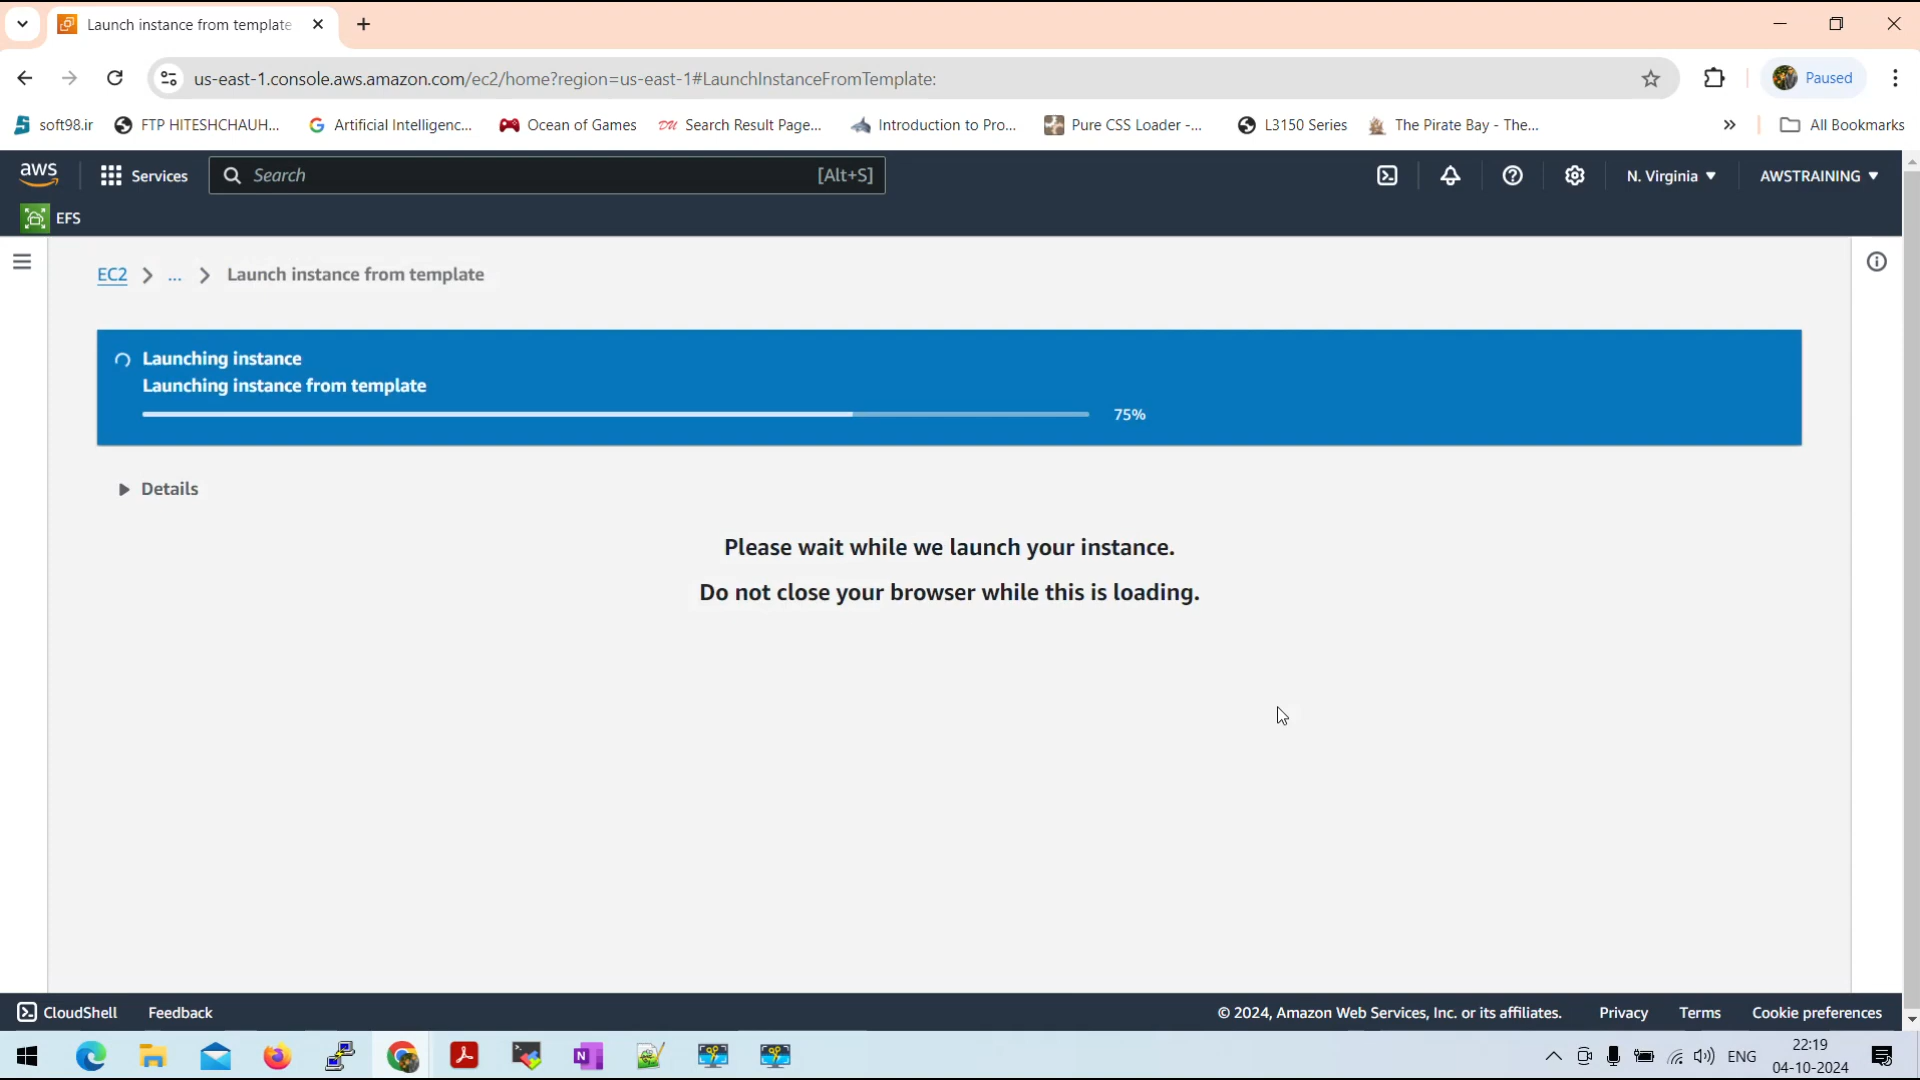 Launch instance from template
us-east-1.console.aws.amazon.com/ec2/home?region=us-east-1#LaunchInstanceFromTemplate:
Paused
soft98.ir
FTP HITESHCHAUH...
Artificial Intelligenc...
Ocean of Games
DU Search Result Page...
Introduction to Pro...
Pure CSS Loader -...
L3150 Series
The Pirate Bay - The...
»
All Bookmarks
aws
Services
Search
[Alt+S]
N. Virginia
AWSTRAINING
EFS
EC2 > ... > Launch instance from template
Launching instance
Launching instance from template
75%
Details
Please wait while we launch your instance.
Do not close your browser while this is loading.
CloudShell
Feedback
© 2024, Amazon Web Services, Inc. or its affiliates.
Privacy
Terms
Cookie preferences
ENG
22:19
04-10-2024